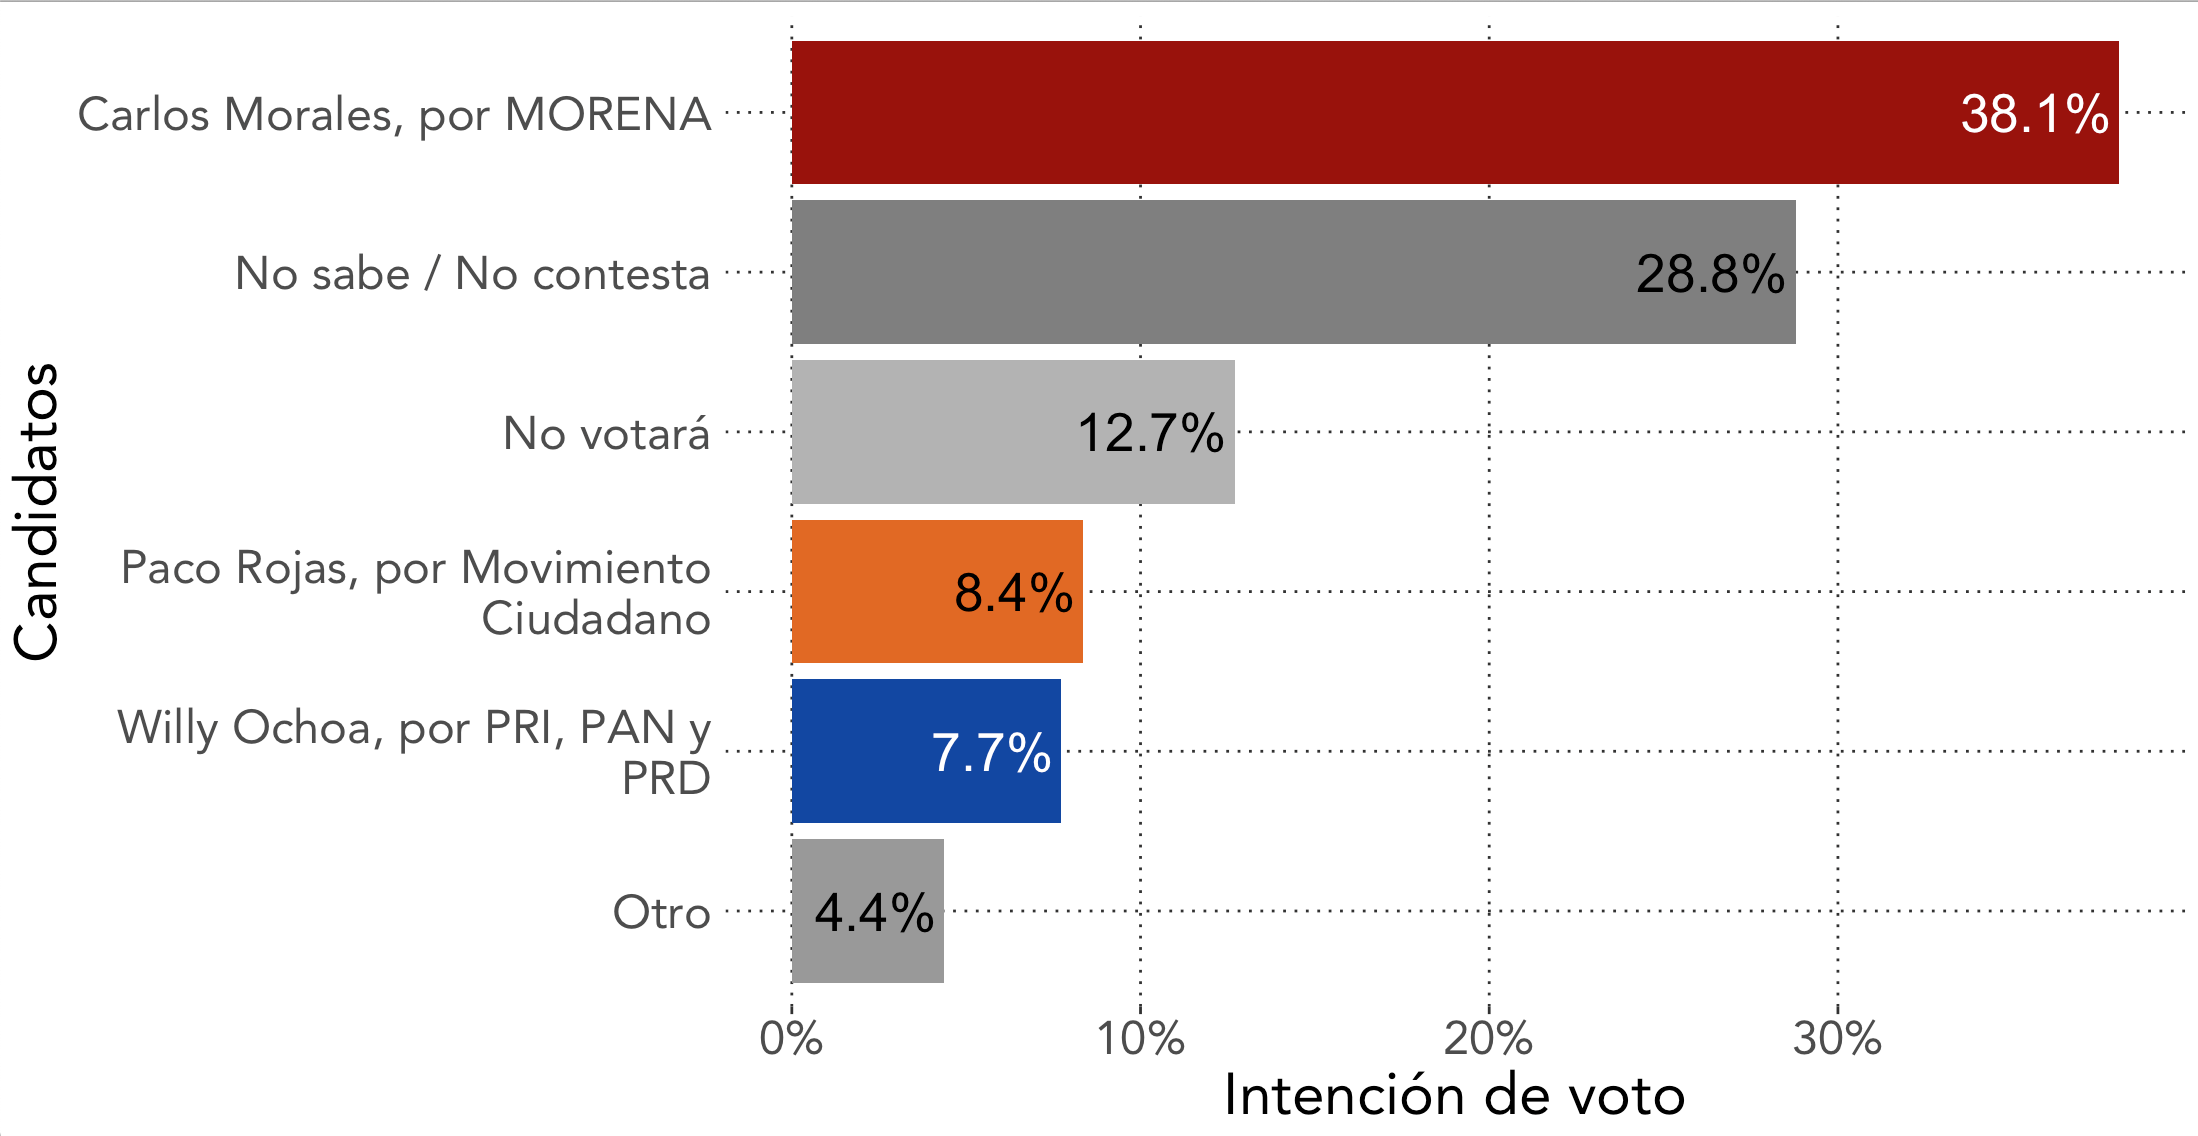 Candidatos
Carlos Morales, por MORENA
38.1%
No sabe / No contesta
28.8%
No votará
12.7%
Paco Rojas, por Movimiento
Ciudadano
8.4%
Willy Ochoa, por PRI, PAN y
PRD
7.7%
Otro
4.4%
0%
10%
20%
30%
Intención de voto